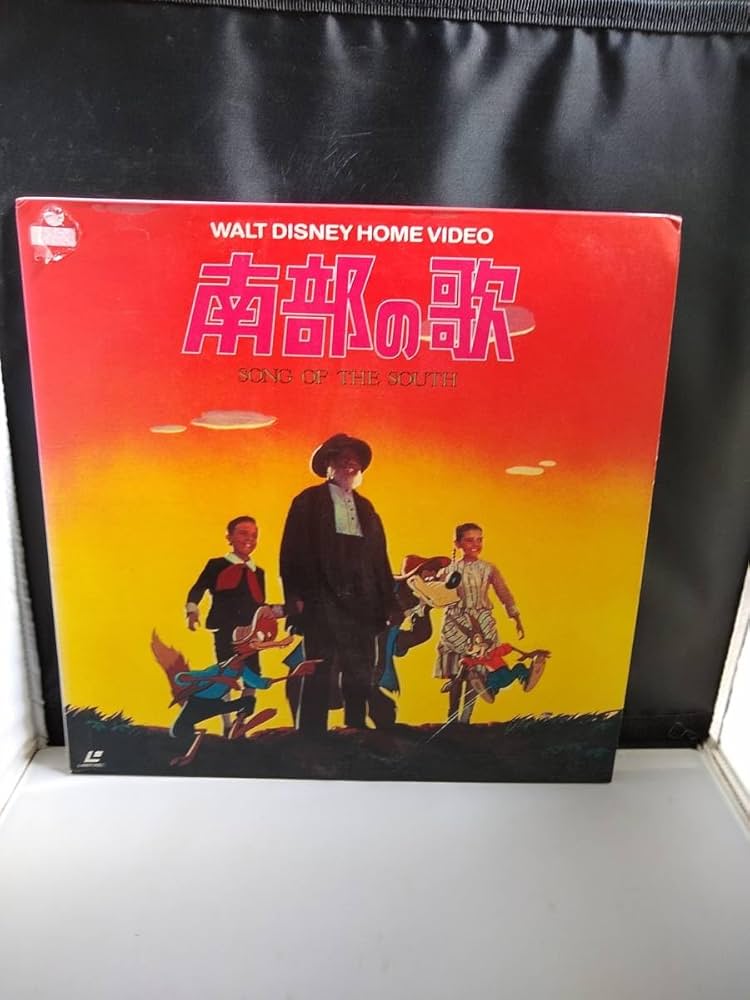 WALT DISNEY HOME VIDEO
南部の歌
SONG OF THE SOUTH